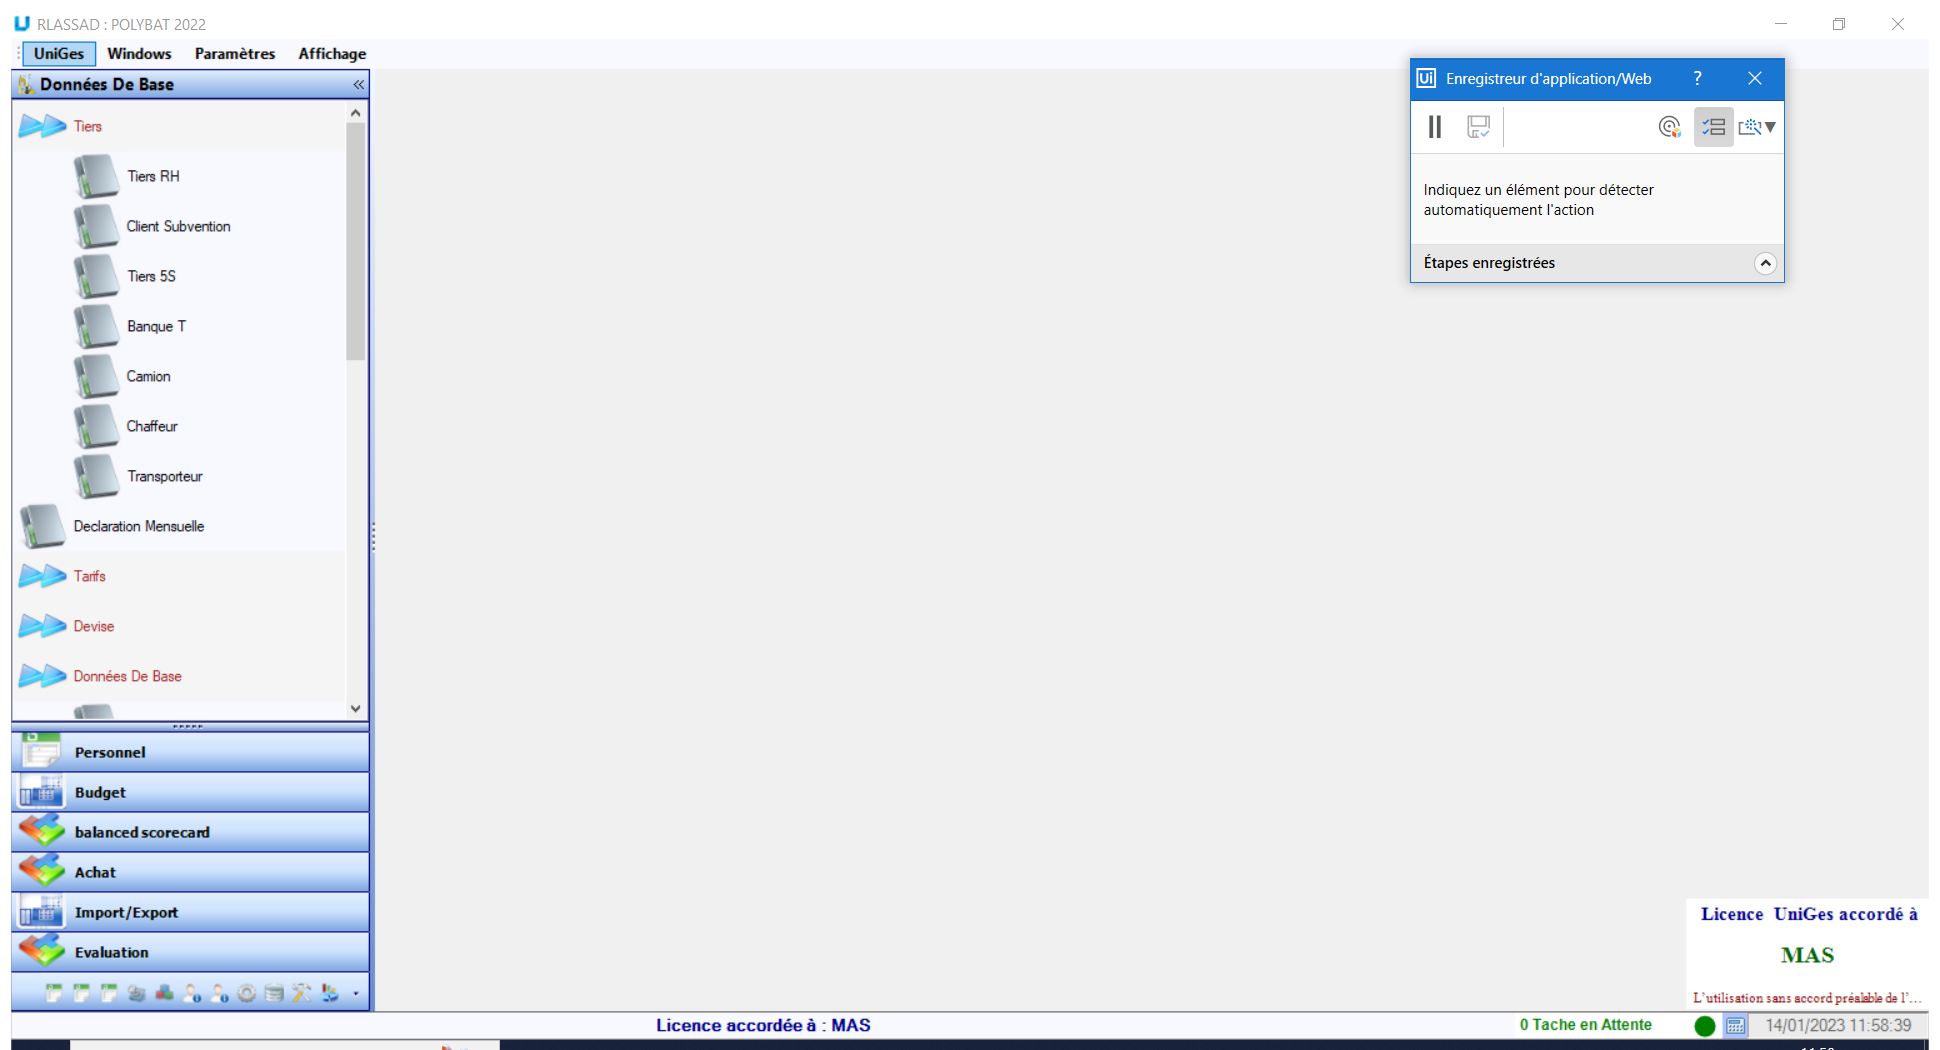 RLASSAD : POLYBAT 2022
UniGes Windows Paramètres Affichage
Données De Base
Tiers
Tiers RH
Client Subvention
Tiers 5S
Banque T
Camion
Chaffeur
Transporteur
Declaration Mensuelle
Tarifs
Devise
Données De Base
Personnel
Budget
balanced scorecard
Achat
Import/Export
Evaluation
Ui Enregistreur d'application/Web ?
Indiquez un élément pour détecter
automatiquement l'action
Étapes enregistrées
Licence UniGes accordé à
MAS
L'utilisation sans accord préalable de l'...
Licence accordée à : MAS
0 Tache en Attente
14/01/2023 11:58:39